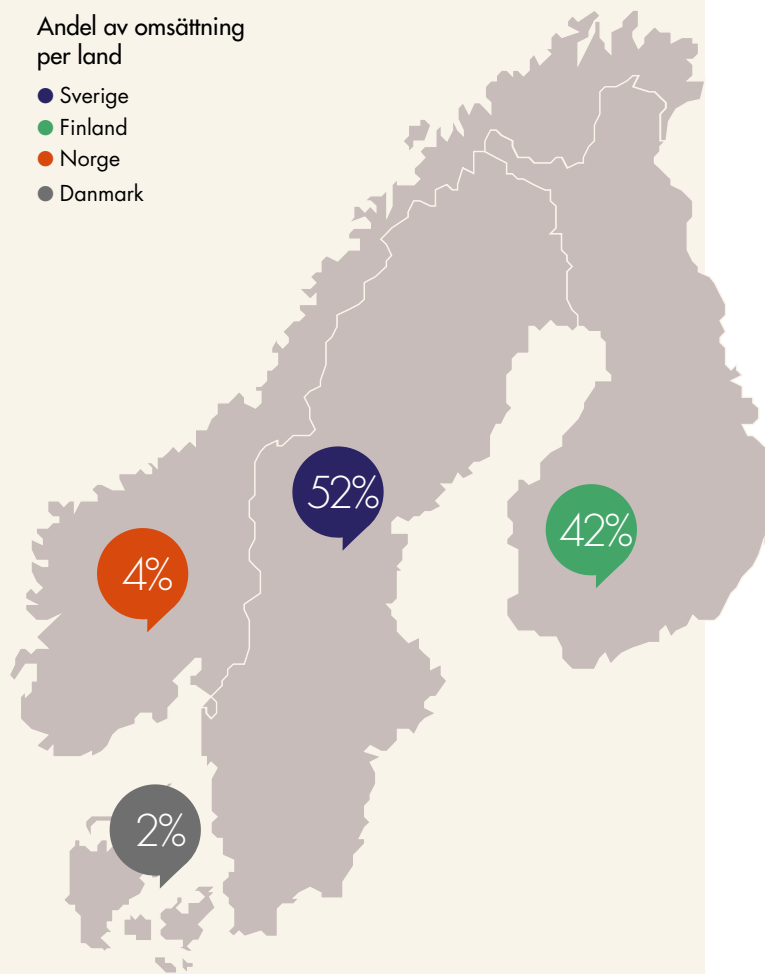 Andel av omsättning
per land
Sverige
Finland
Norge
Danmark
52%
42%
4%
2%